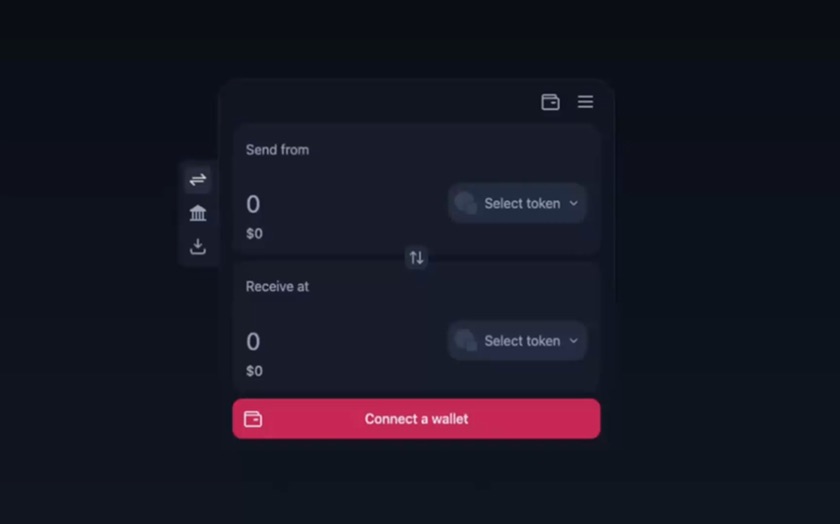 Send from
0
Select token
$0
Receive at
0
Select token
$0
Connect a wallet